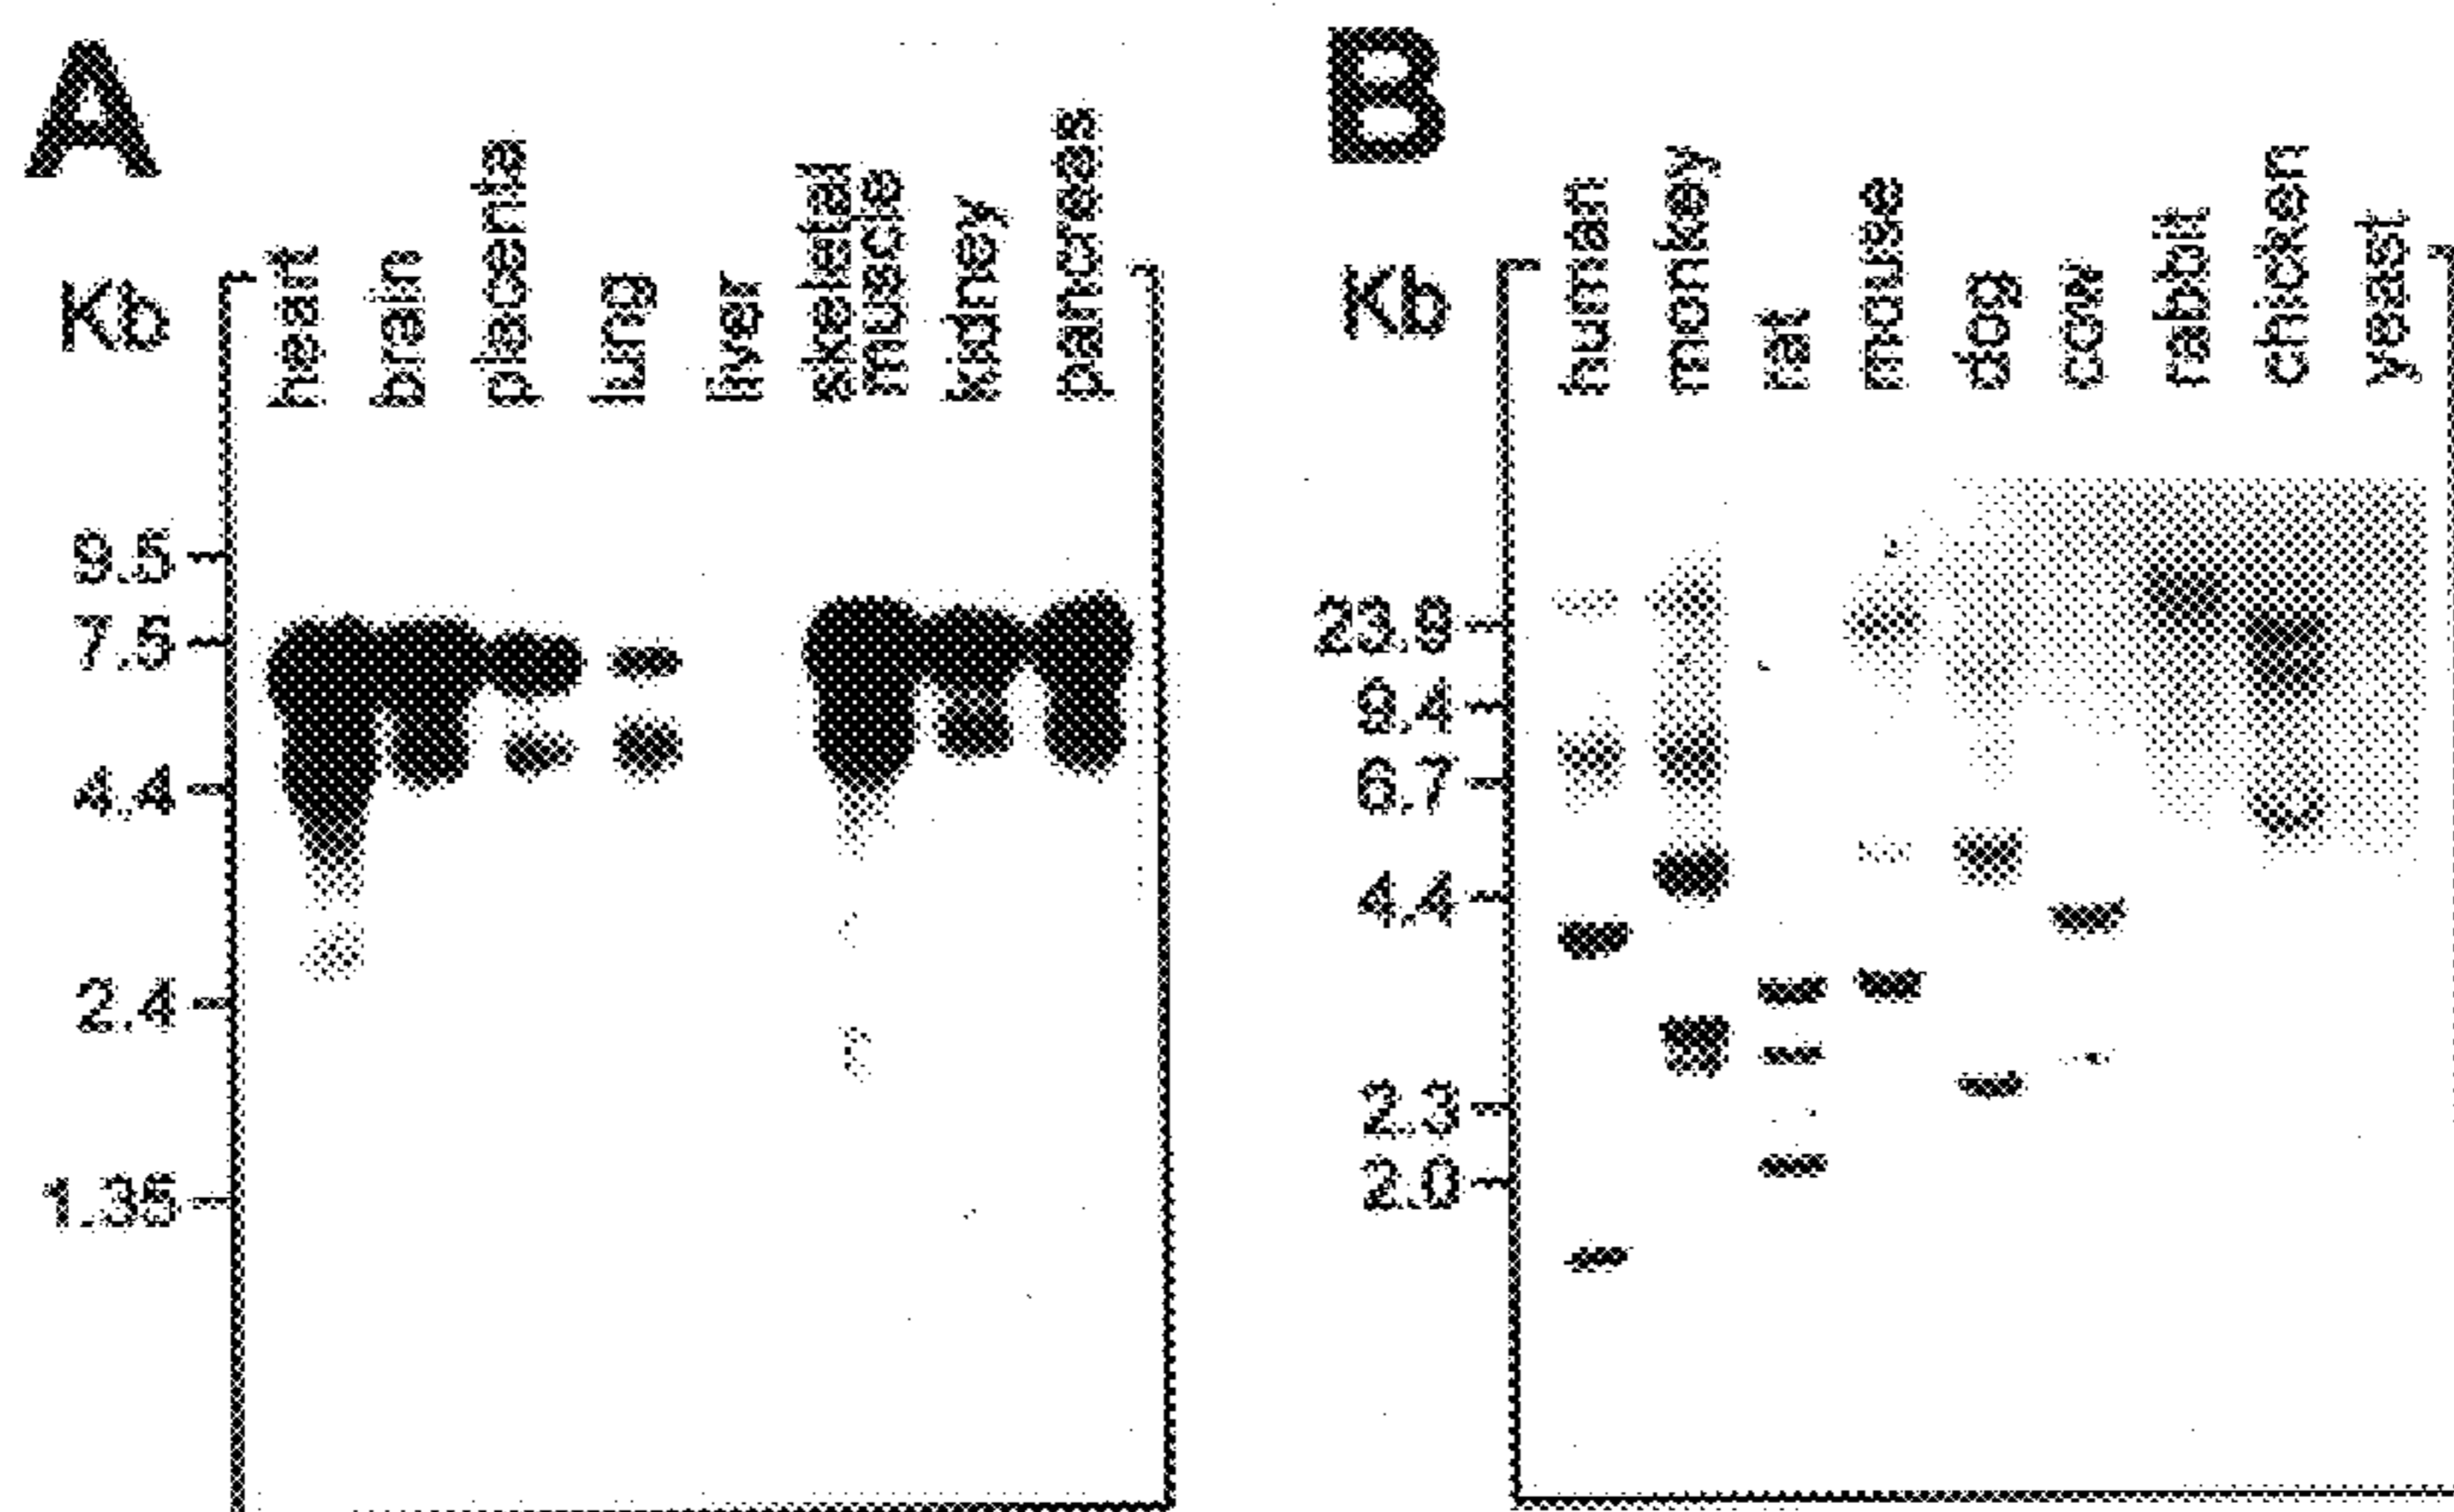 A
Kb
heart
brain
placenta
lung
liver
skeletal
muscle
kidney
pancreas
9.5
7.5
4.4
2.4
1.35
B
Kb
human
monkey
rat
mouse
dog
cow
rabbit
chicken
yeast
23.9
9.4
6.7
4.4
2.3
2.0